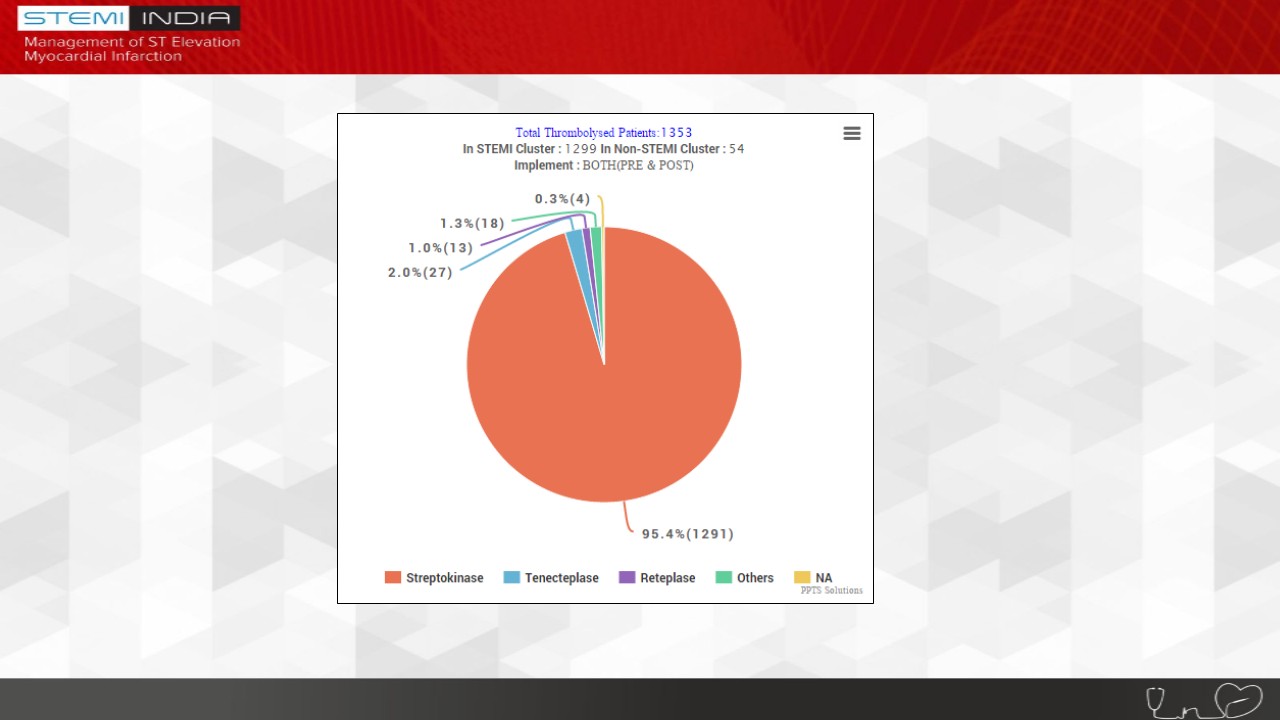 STEMI INDIA
Management of ST Elevation
Myocardial Infarction
Total Thrombolysed Patients:1353
In STEMI Cluster : 1299 In Non-STEMI Cluster : 54
Implement : BOTH(PRE & POST)
0.3%(4)
1.3%(18)
1.0%(13)
2.0%(27)
95.4%(1291)
Streptokinase Tenecteplase Reteplase Others NA
PPTS Solutions